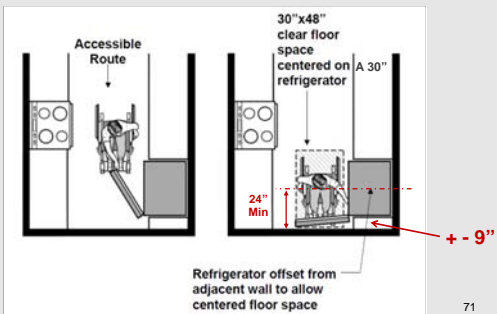 Accessible
Route
30”x48”
clear floor
space
centered on
refrigerator
A 30”
24”
Min
+ - 9”
Refrigerator offset from
adjacent wall to allow
centered floor space
71